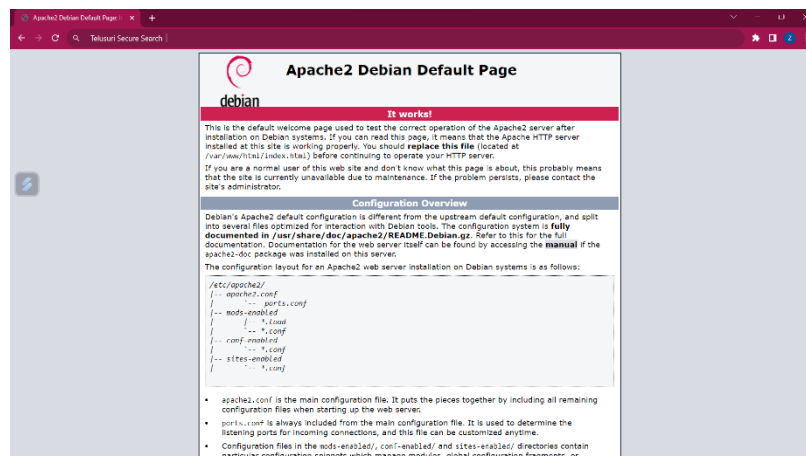 Apache2 Debian Default Page: It
Telusuri Secure Search
Z
debian
Apache2 Debian Default Page
It works!
This is the default welcome page used to test the correct operation of the Apache2 server after
installation on Debian systems. If you can read this page, it means that the Apache HTTP server
installed at this site is working properly. You should replace this file (located at
/var/www/html/index.html) before continuing to operate your HTTP server.
If you are a normal user of this web site and don't know what this page is about, this probably means
that the site is currently unavailable due to maintenance. If the problem persists, please contact the
site's administrator.
Configuration Overview
Debian's Apache2 default configuration is different from the upstream default configuration, and split
into several files optimized for interaction with Debian tools. The configuration system is fully
documented in /usr/share/doc/apache2/README.Debian.gz. Refer to this for the full
documentation. Documentation for the web server itself can be found by accessing the manual if the
apache2-doc package was installed on this server.
The configuration layout for an Apache2 web server installation on Debian systems is as follows:
/etc/apache2/
|-- apache2.conf
|       `--  ports.conf
|-- mods-enabled
|       |-- *.load
|       `-- *.conf
|-- conf-enabled
|       `-- *.conf
|-- sites-enabled
|       `-- *.conf
• apache2.conf is the main configuration file. It puts the pieces together by including all remaining
configuration files when starting up the web server.
• ports.conf is always included from the main configuration file. It is used to determine the
listening ports for incoming connections, and this file can be customized anytime.
• Configuration files in the mods-enabled/, conf-enabled/ and sites-enabled/ directories contain
particular configuration snippets which manage modules, global configuration fragments, or